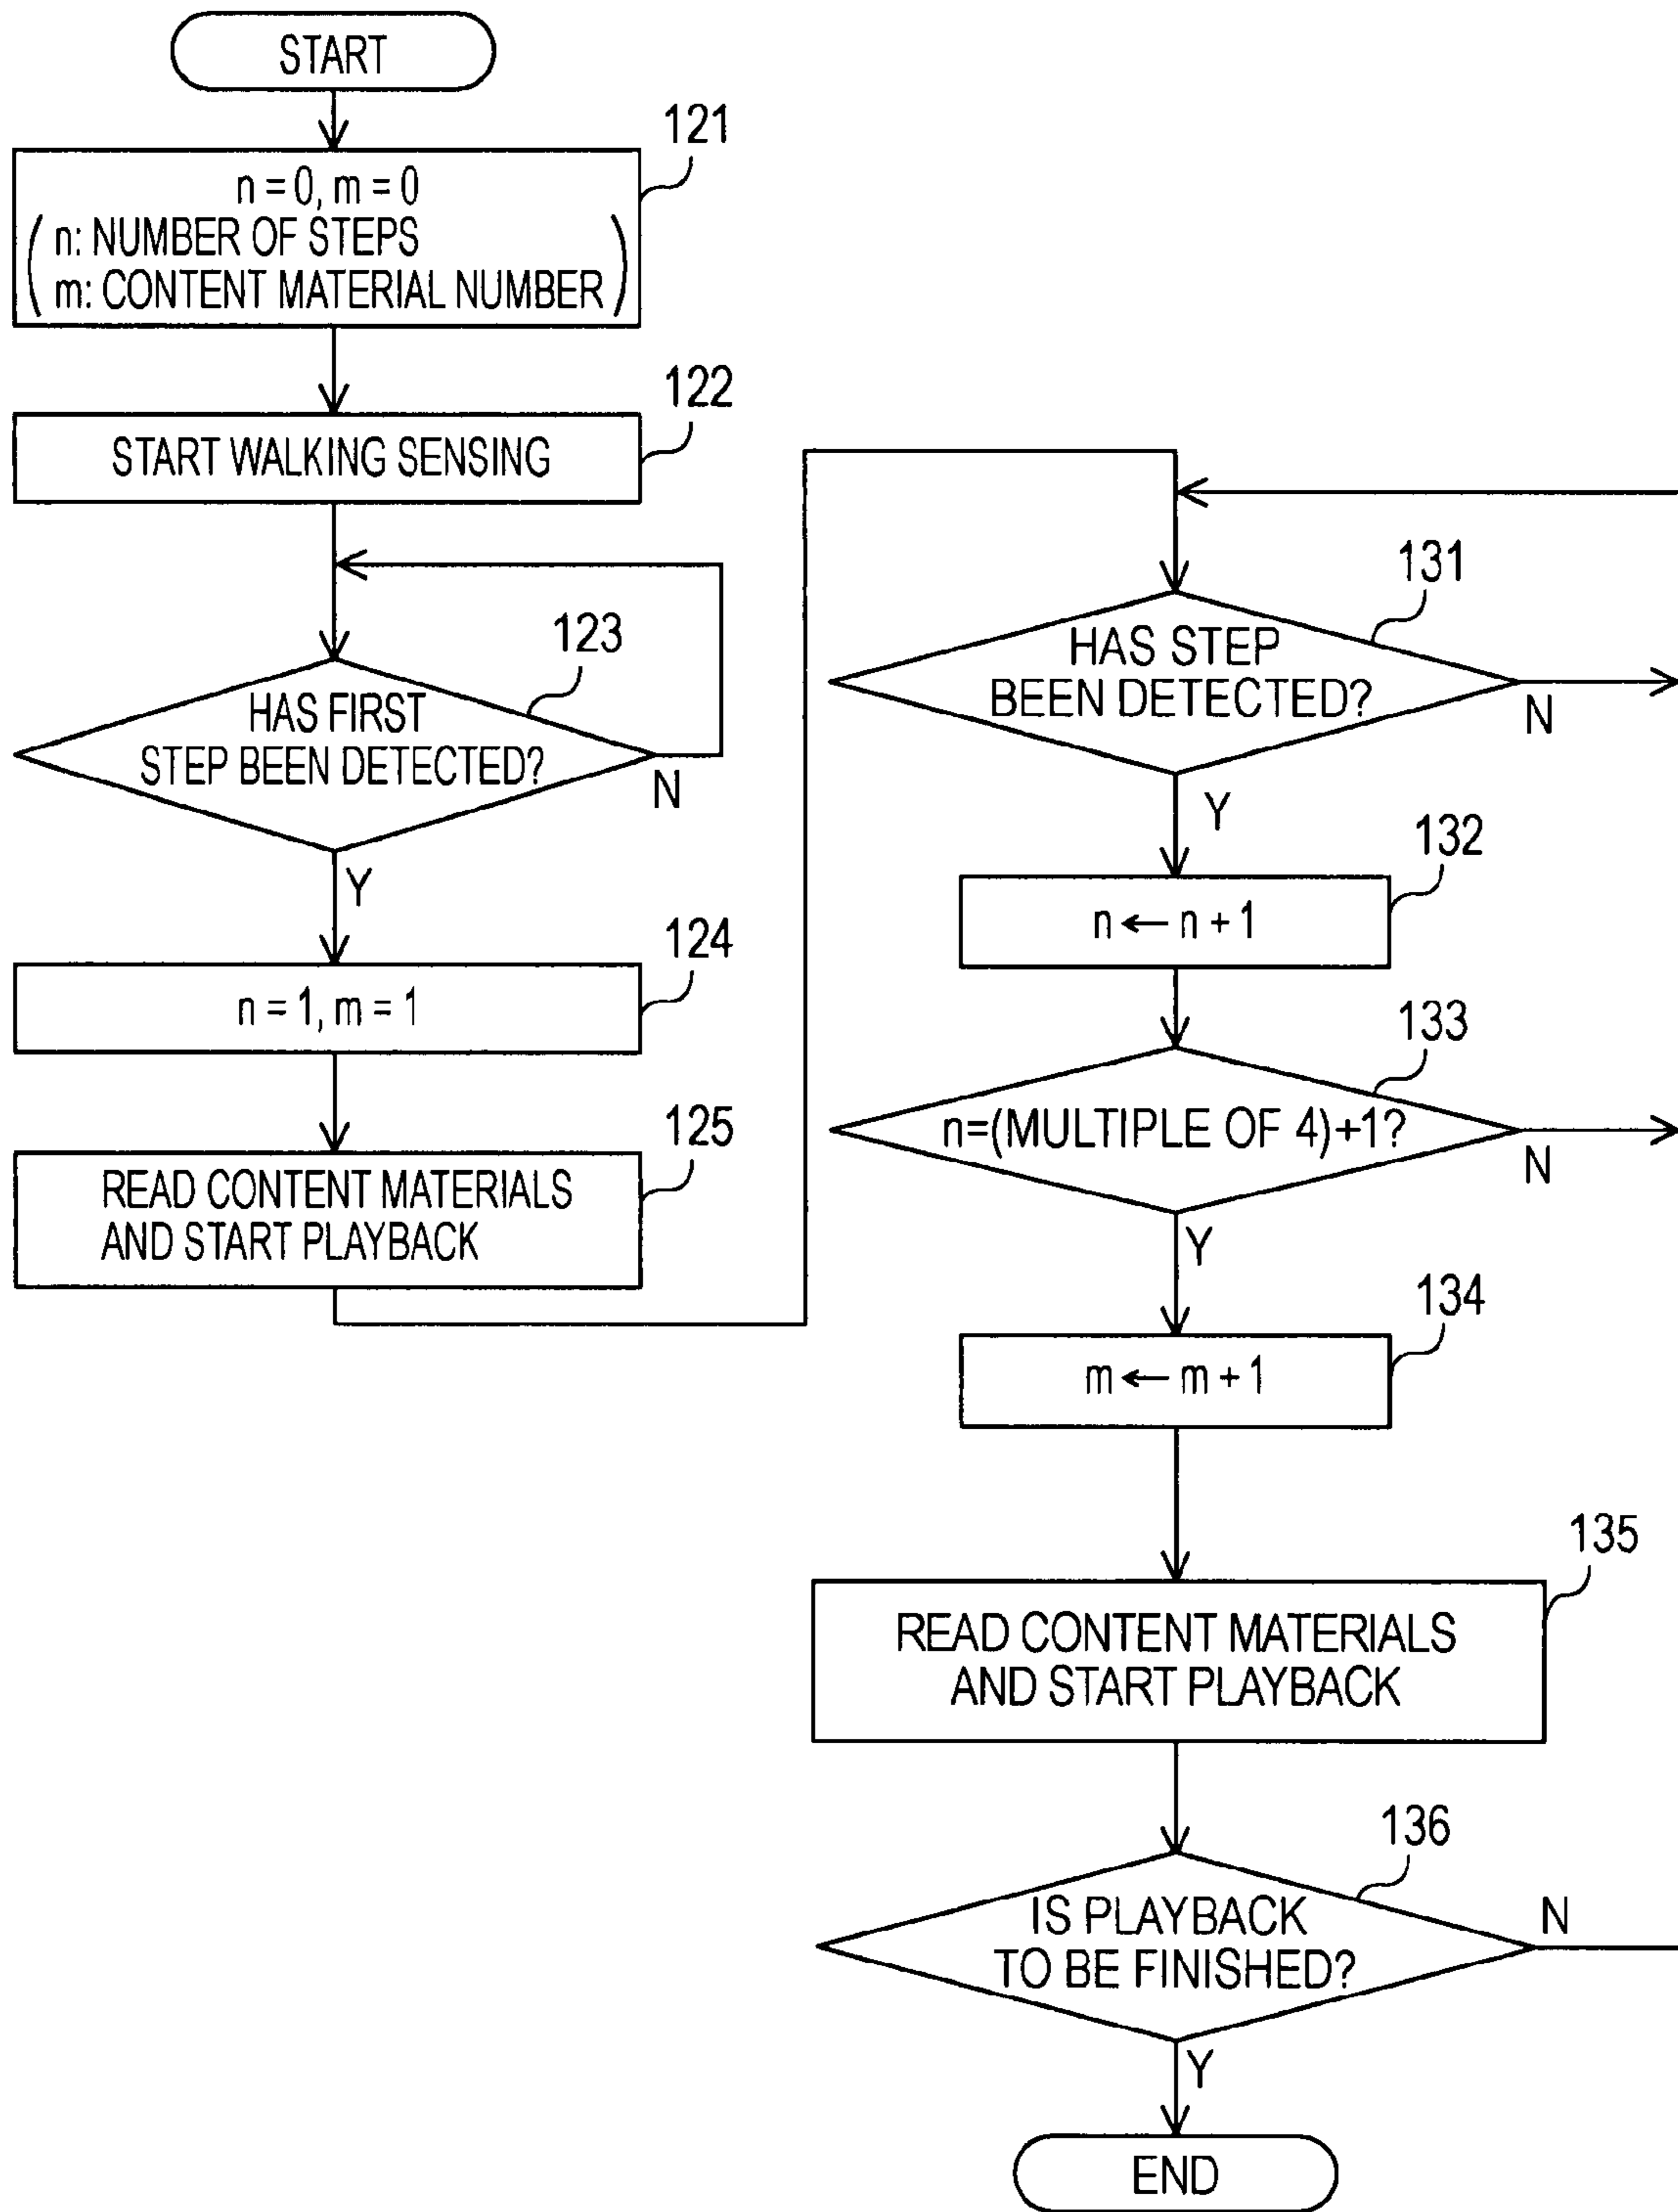 START
121
n = 0, m = 0
( n: NUMBER OF STEPS
m: CONTENT MATERIAL NUMBER )
122
START WALKING SENSING
123
HAS FIRST
STEP BEEN DETECTED?
N
Y
124
n = 1, m = 1
125
READ CONTENT MATERIALS
AND START PLAYBACK
131
HAS STEP
BEEN DETECTED?
N
Y
132
n ← n + 1
133
n=(MULTIPLE OF 4)+1?
N
Y
134
m ← m + 1
135
READ CONTENT MATERIALS
AND START PLAYBACK
136
IS PLAYBACK
TO BE FINISHED?
N
Y
END